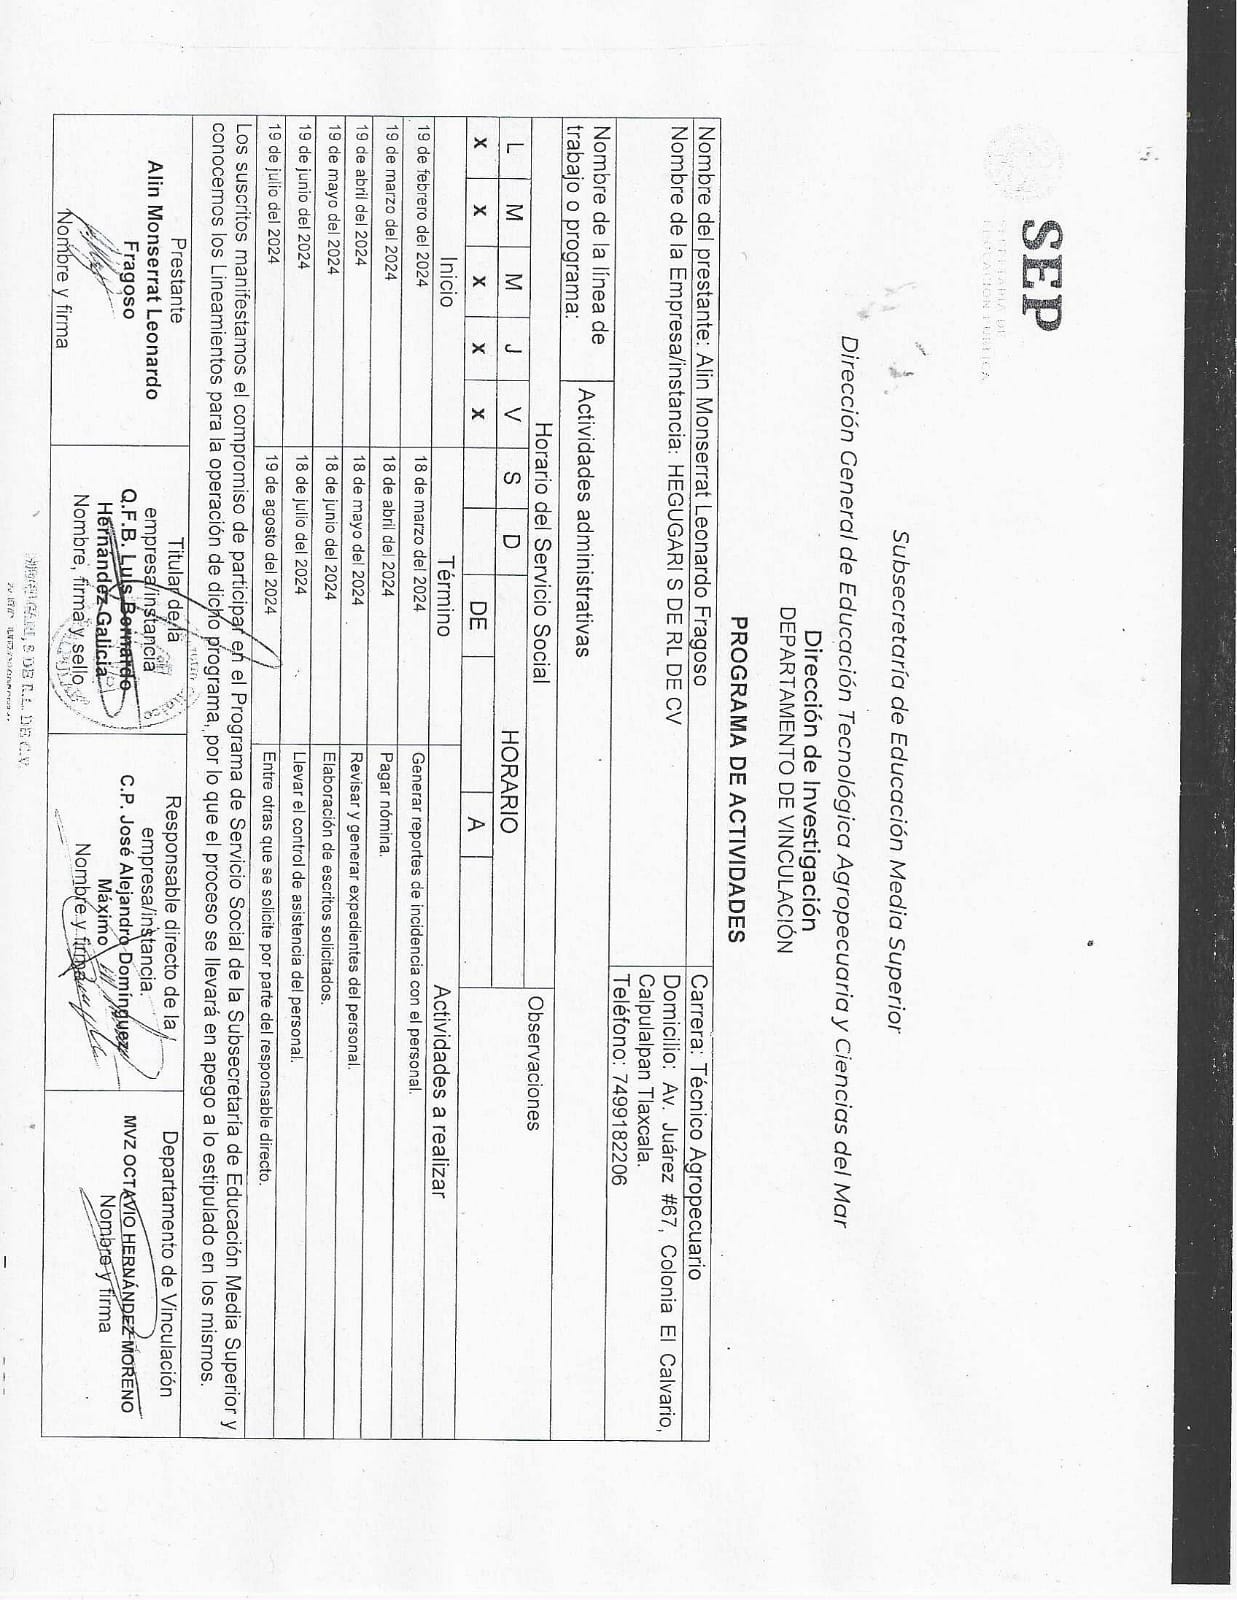 SEP
SECRETARÍA DE
EDUCACIÓN PÚBLICA
Subsecretaría de Educación Media Superior
Dirección General de Educación Tecnológica Agropecuaria y Ciencias del Mar
Dirección de Investigación
DEPARTAMENTO DE VINCULACIÓN
PROGRAMA DE ACTIVIDADES
Nombre del prestante: Alin Monserrat Leonardo Fragoso
Carrera: Técnico Agropecuario
Nombre de la Empresa/instancia: HEGUGARI S DE RL DE CV
Domicilio: Av. Juárez #67, Colonia El Calvario,
Calpulalpan Tlaxcala.
Teléfono: 7499182206
Nombre de la línea de
trabajo o programa:
Actividades administrativas
Horario del Servicio Social
Observaciones
L M M J V S D HORARIO
x x x x x DE A
Inicio Término Actividades a realizar
19 de febrero del 2024 18 de marzo del 2024 Generar reportes de incidencia con el personal.
19 de marzo del 2024 18 de abril del 2024 Pagar nómina.
19 de abril del 2024 18 de mayo del 2024 Revisar y generar expedientes del personal.
19 de mayo del 2024 18 de junio del 2024 Elaboración de escritos solicitados.
19 de junio del 2024 18 de julio del 2024 Llevar el control de asistencia del personal.
19 de julio del 2024 19 de agosto del 2024 Entre otras que se solicite por parte del responsable directo.
Los suscritos manifestamos el compromiso de participar en el Programa de Servicio Social de la Subsecretaría de Educación Media Superior y
conocemos los Lineamientos para la operación de dicho programa, por lo que el proceso se llevará en apego a lo estipulado en los mismos.
Prestante
Alin Monserrat Leonardo
Fragoso
Nombre y firma
Titular de la
empresa/instancia
Q.F.B. Luis Bernardo
Hernández Galicia
Nombre, firma y sello
Responsable directo de la
empresa/instancia.
C.P. José Alejandro Domínguez
Máximo
Nombre y firma
Departamento de Vinculación
MVZ OCTAVIO HERNÁNDEZ MORENO
Nombre y firma
S DE R.L. DE C.V.